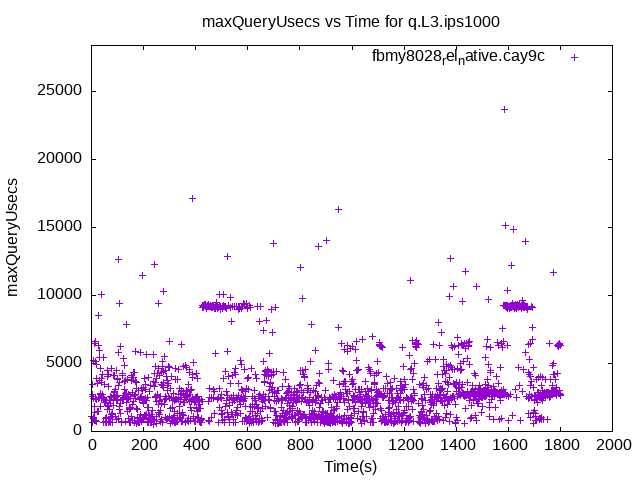 maxQueryUsecs vs Time for q.L3.ips1000
fbmy8028relnative.cay9c
maxQueryUsecs
25000
20000
15000
10000
5000
0
0 200 400 600 800 1000 1200 1400 1600 1800 2000
Time(s)